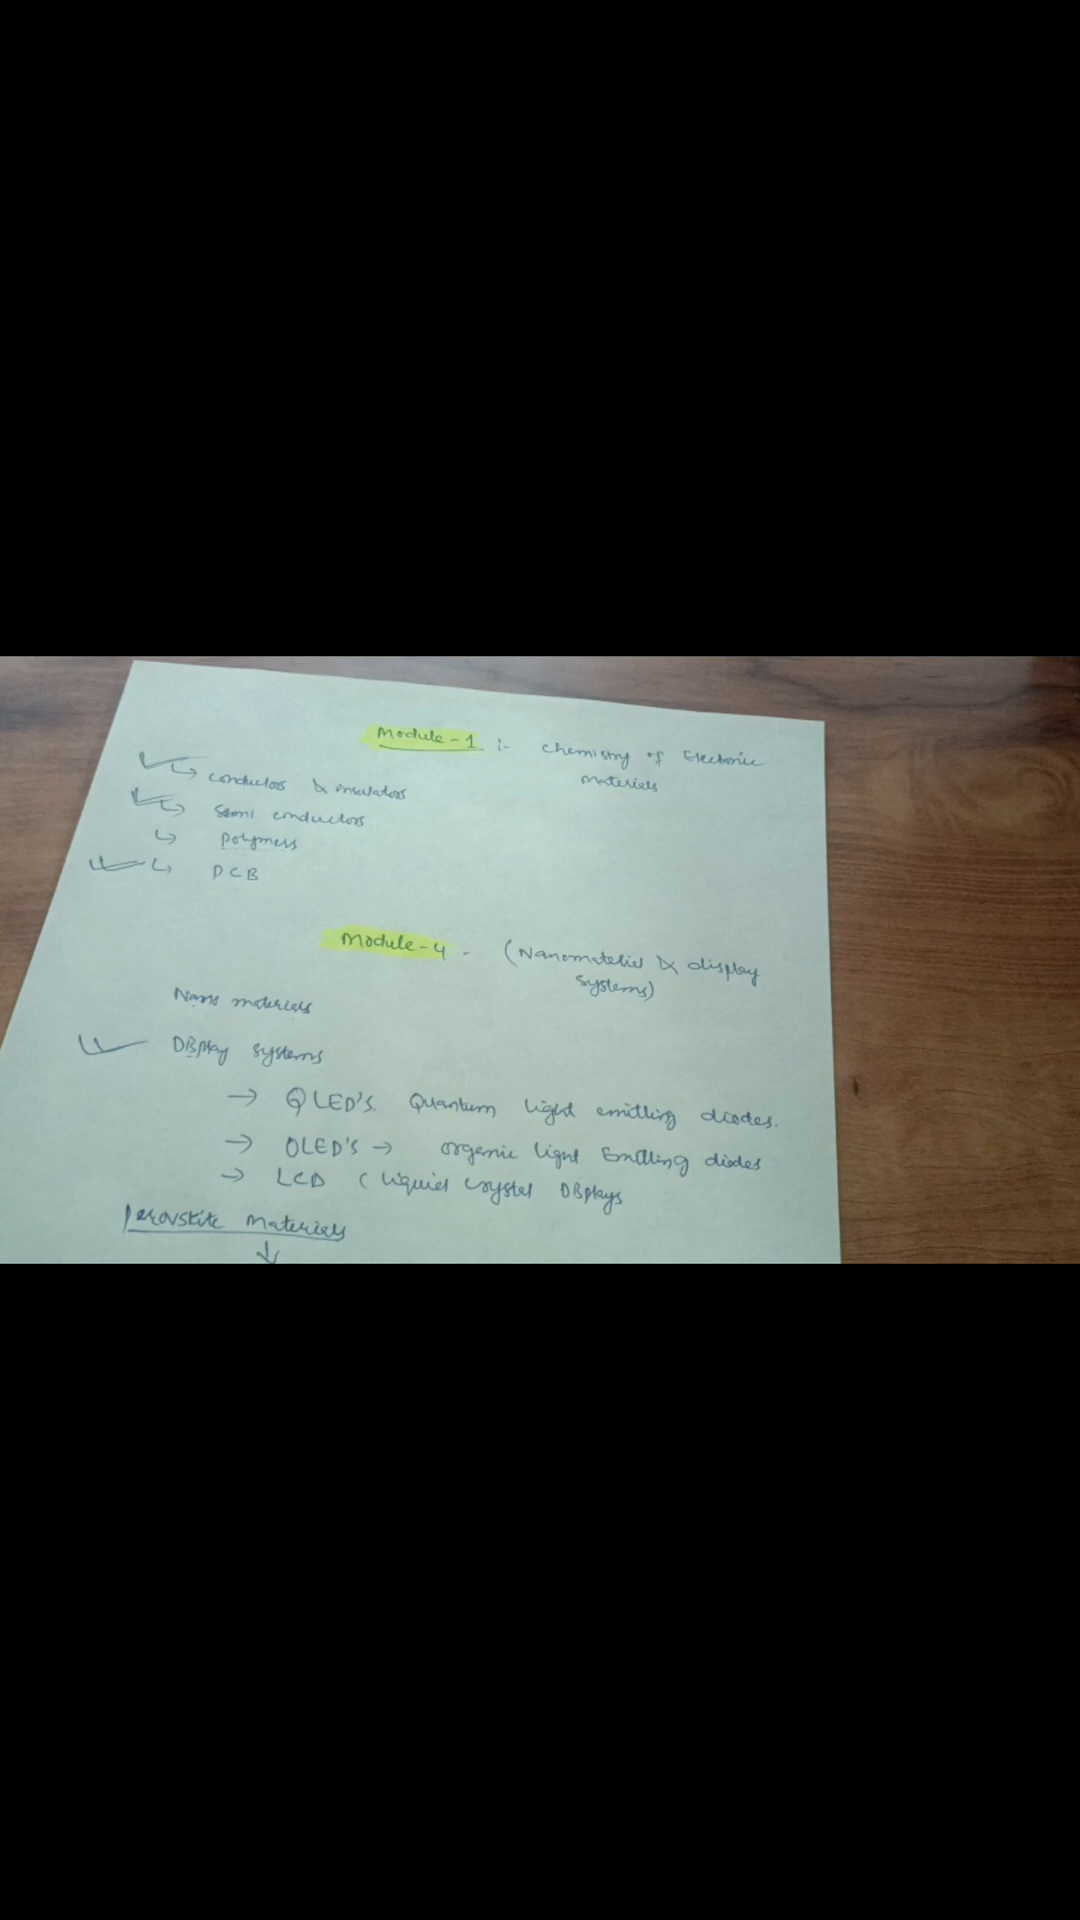 Module-1 :- Chemistry of Electronic
Materials
↳ conductors & insulators
↳ Semi conductors
↳ polymers
↳ PCB
Module-4 - (Nanomaterial & display
systems)
Nano materials
Display systems
→ QLED'S. Quantum light emitting diodes.
→ OLED'S → organic light Emitting diodes
→ LCD (liquid crystal Displays
perovskite Materials
↓